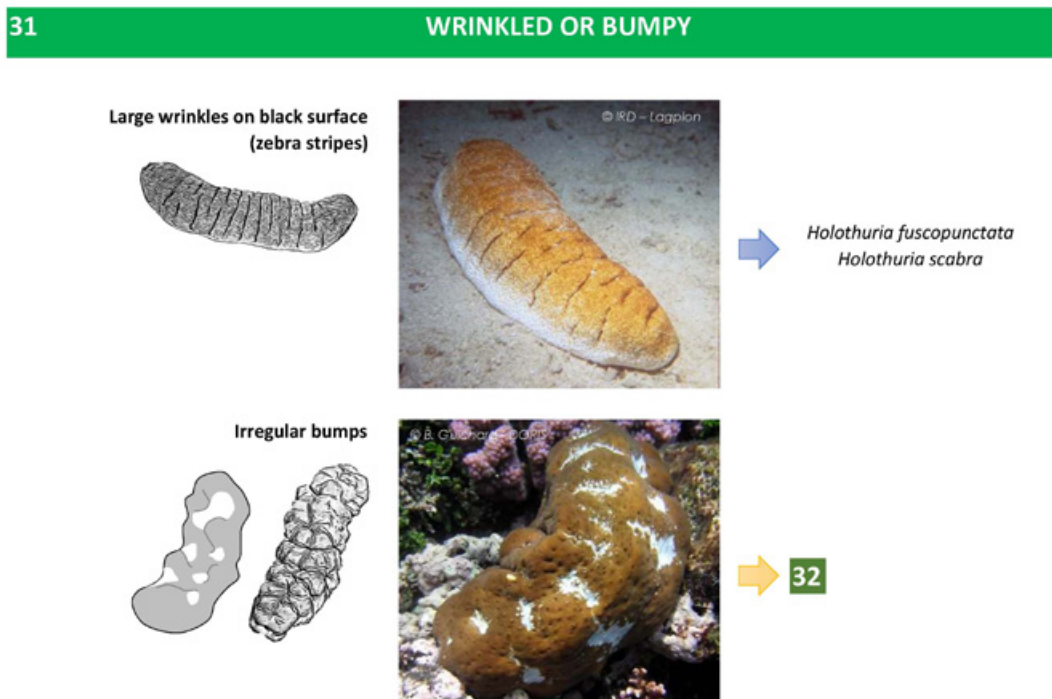 31
WRINKLED OR BUMPY
Large wrinkles on black surface
(zebra stripes)
© IRD – Lagplon
Holothuria fuscopunctata
Holothuria scabra
Irregular bumps
© B. DORIS
32